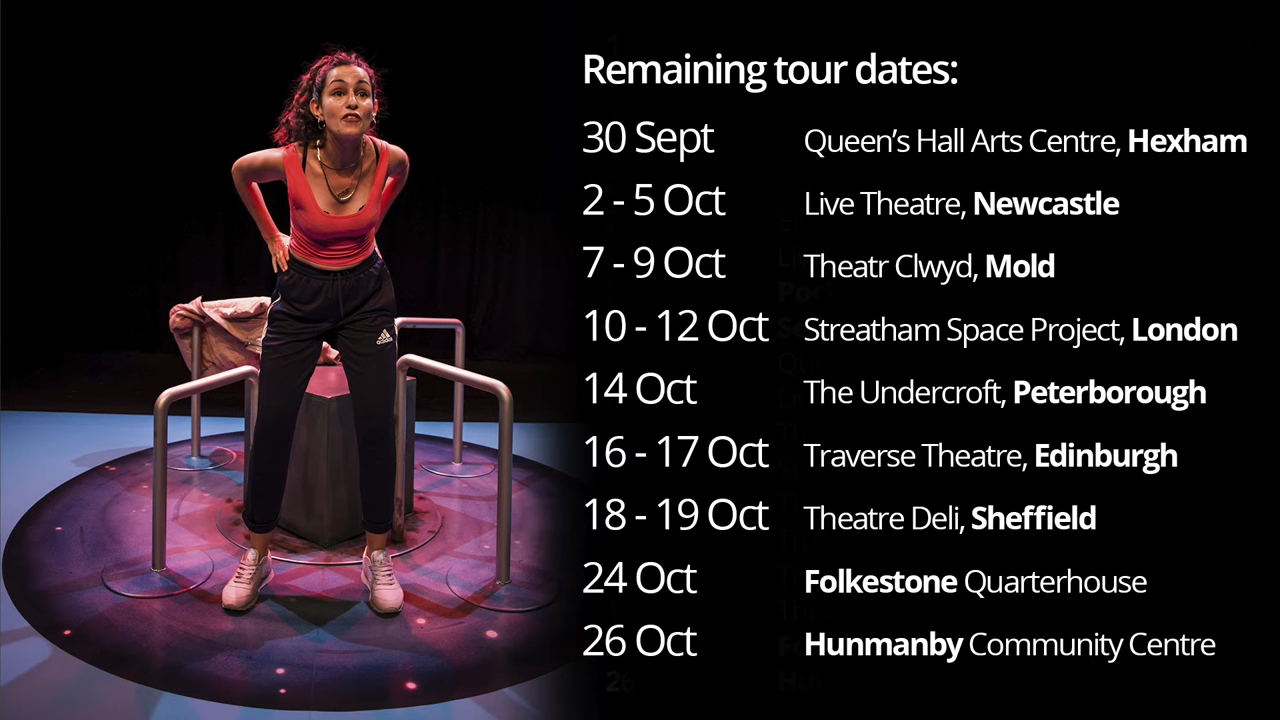 Remaining tour dates:
30 Sept Queen’s Hall Arts Centre, Hexham
2 - 5 Oct Live Theatre, Newcastle
7 - 9 Oct Theatr Clwyd, Mold
10 - 12 Oct Streatham Space Project, London
14 Oct The Undercroft, Peterborough
16 - 17 Oct Traverse Theatre, Edinburgh
18 - 19 Oct Theatre Deli, Sheffield
24 Oct Folkestone Quarterhouse
26 Oct Hunmanby Community Centre
adidas